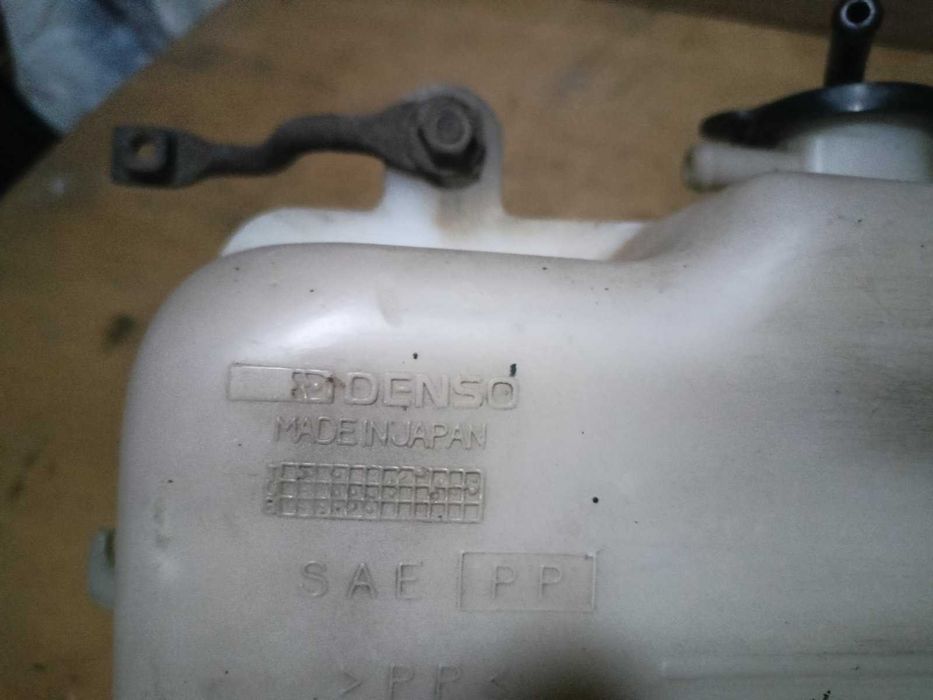 DENSO
MADE IN JAPAN
SAE PP
>PP<